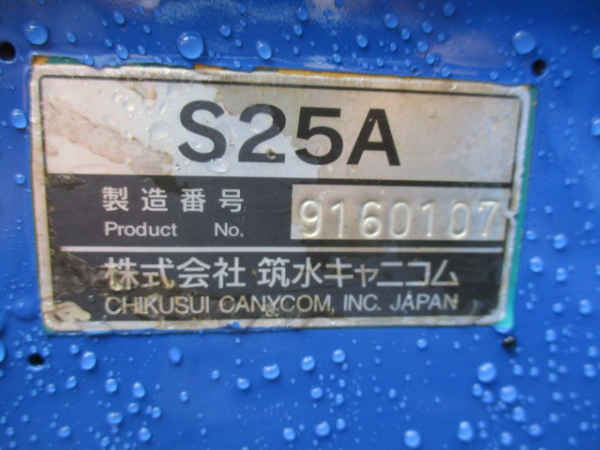 S25A
製造番号 9160107
Product No.
株式会社 筑水キャニコム
CHIKUSUI CANYCOM, INC. JAPAN